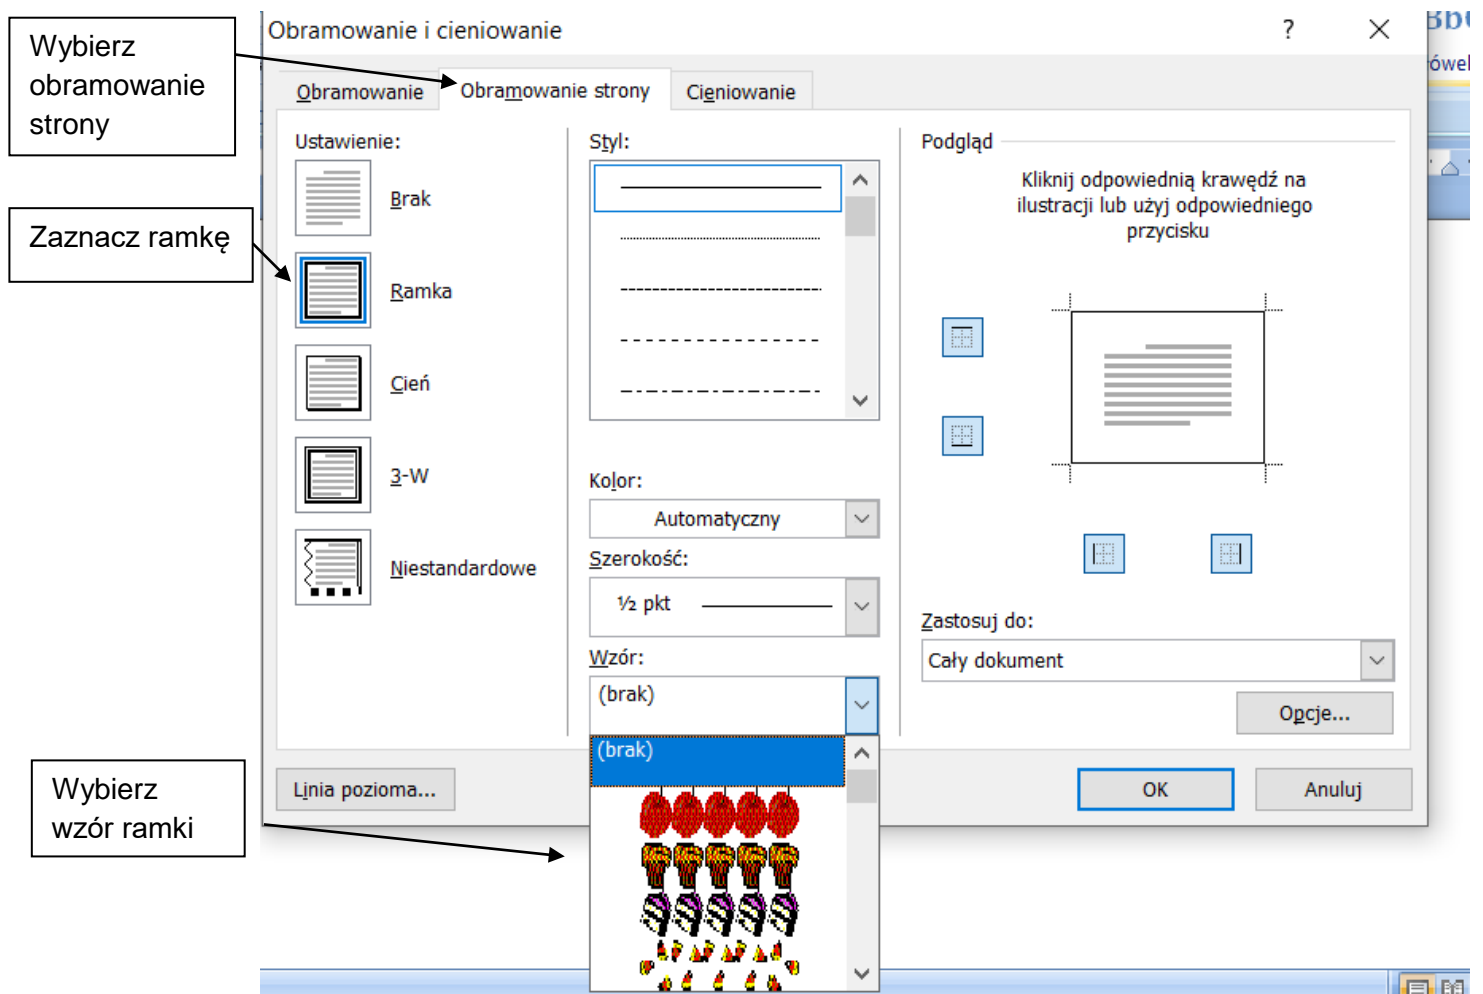 Wybierz
obramowanie
strony
Zaznacz ramkę
Wybierz
wzór ramki
Obramowanie i cieniowanie
?
Obramowanie
Obramowanie strony
Cieniowanie
Ustawienie:
Brak
Ramka
Cień
3-W
Niestandardowe
Styl:
Kolor:
Automatyczny
Szerokość:
½ pkt
Wzór:
(brak)
(brak)
Podgląd
Kliknij odpowiednią krawędź na
ilustracji lub użyj odpowiedniego
przycisku
Zastosuj do:
Cały dokument
Opcje...
Linia pozioma...
OK
Anuluj